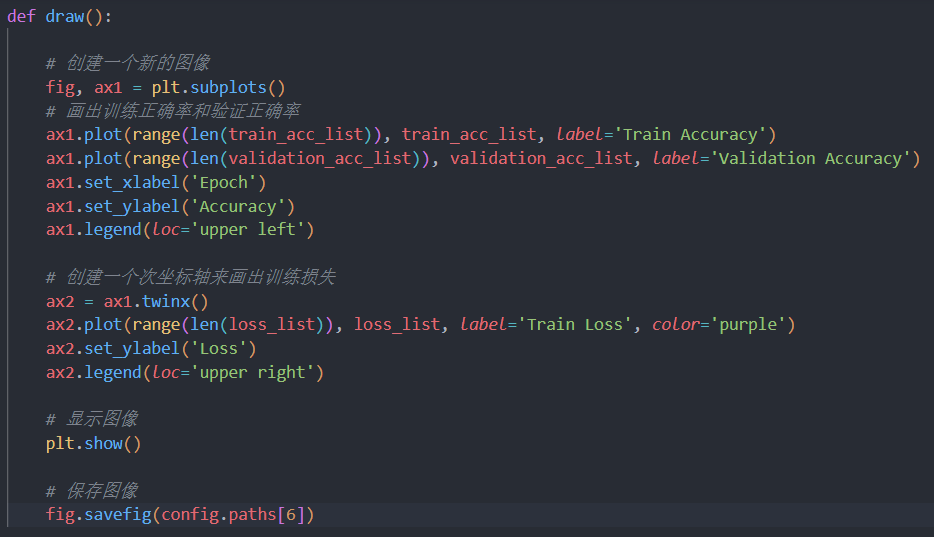 def draw():
# 创建一个新的图像
fig, ax1 = plt.subplots()
# 画出训练正确率和验证正确率
ax1.plot(range(len(train_acc_list)), train_acc_list, label='Train Accuracy')
ax1.plot(range(len(validation_acc_list)), validation_acc_list, label='Validation Accuracy')
ax1.set_xlabel('Epoch')
ax1.set_ylabel('Accuracy')
ax1.legend(loc='upper left')
# 创建一个次坐标轴来画出训练损失
ax2 = ax1.twinx()
ax2.plot(range(len(loss_list)), loss_list, label='Train Loss', color='purple')
ax2.set_ylabel('Loss')
ax2.legend(loc='upper right')
# 显示图像
plt.show()
# 保存图像
fig.savefig(config.paths[6])